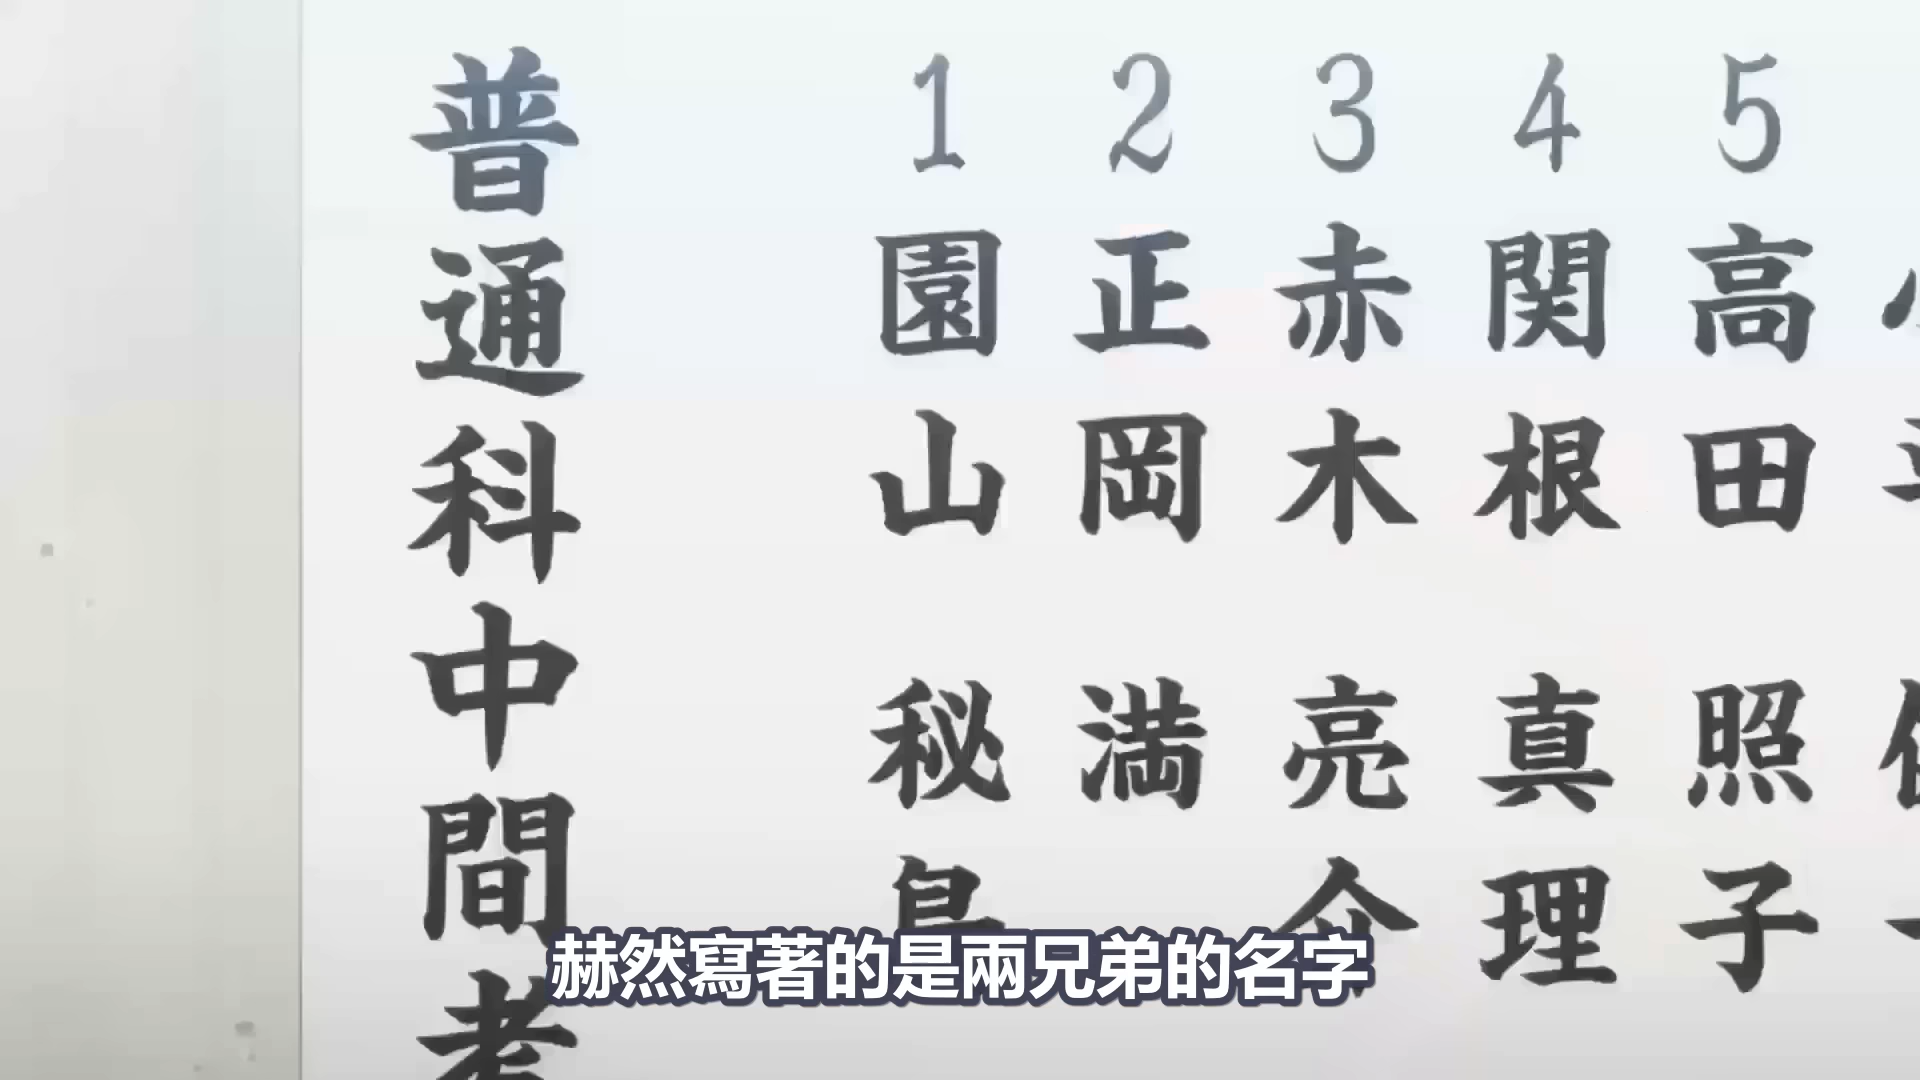 普通科中間考
1 園山 秘鳥
2 正岡 満
3 赤木 亮介
4 関根 真理
5 高田 照子
赫然寫著的是兩兄弟的名字